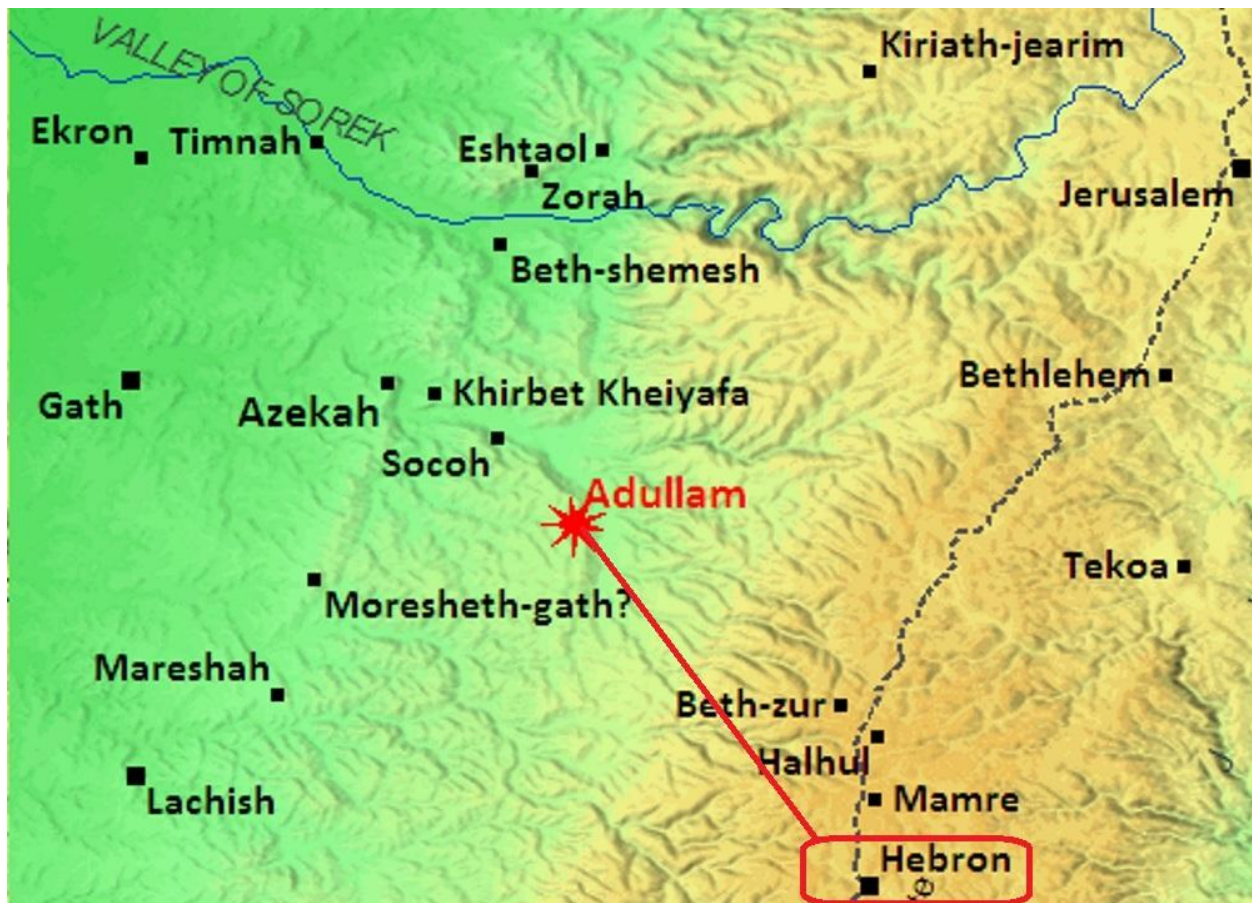 VALLEY OF SOREK
Kiriath-jearim
Ekron
Timnah
Eshtaol
Zorah
Jerusalem
Beth-shemesh
Bethlehem
Gath
Azekah
Khirbet Kheiyafa
Socoh
Adullam
Tekoa
Moresheth-gath?
Mareshah
Beth-zur
Halhul
Lachish
Mamre
Hebron